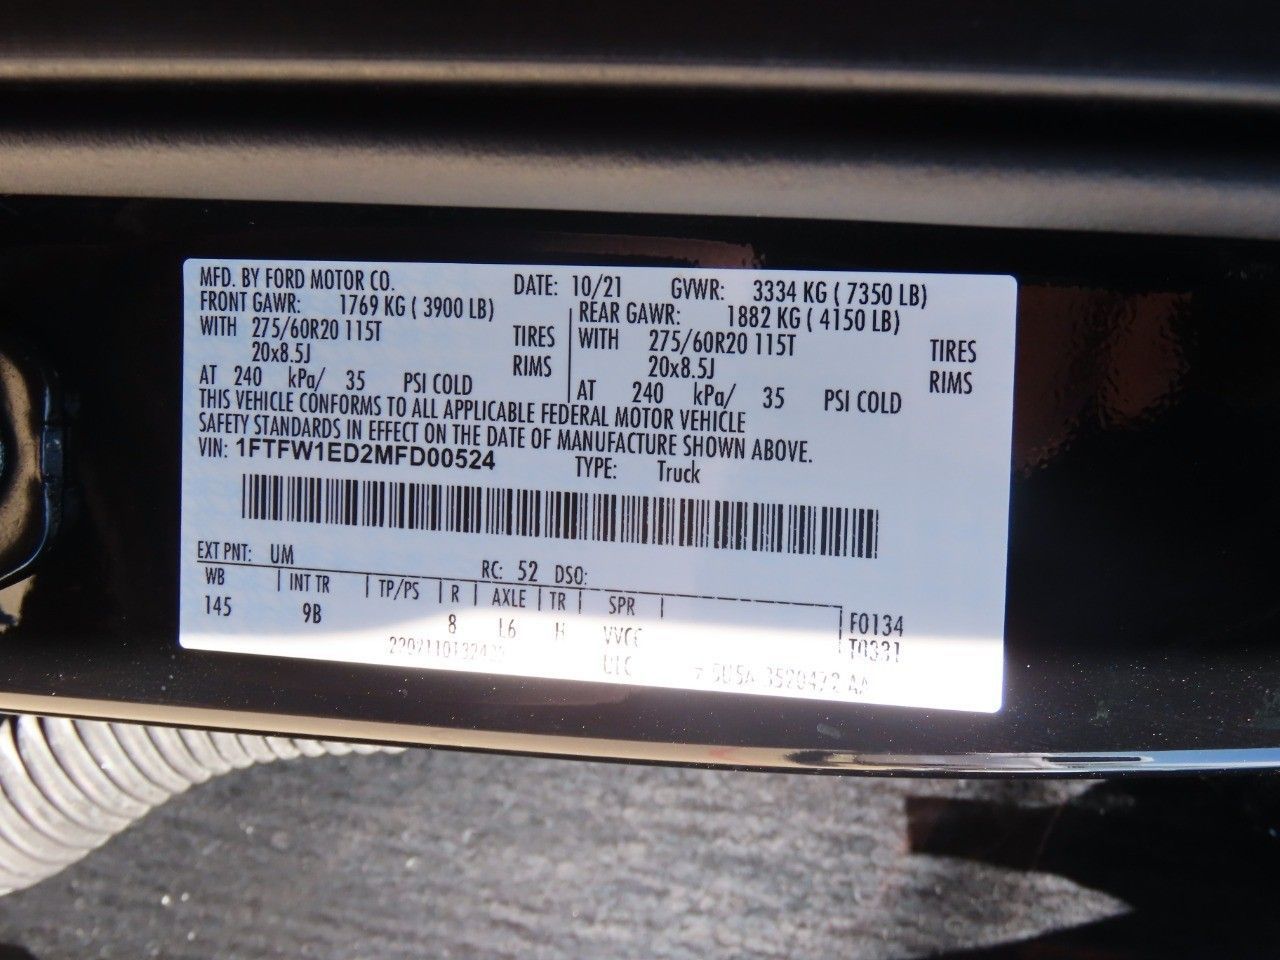 MFD. BY FORD MOTOR CO. DATE: 10/21 GVWR: 3334 KG ( 7350 LB)
FRONT GAWR: 1769 KG ( 3900 LB) REAR GAWR: 1882 KG ( 4150 LB)
WITH 275/60R20 115T TIRES WITH 275/60R20 115T TIRES
20x8.5J RIMS 20x8.5J RIMS
AT 240 kPa/ 35 PSI COLD AT 240 kPa/ 35 PSI COLD
THIS VEHICLE CONFORMS TO ALL APPLICABLE FEDERAL MOTOR VEHICLE
SAFETY STANDARDS IN EFFECT ON THE DATE OF MANUFACTURE SHOWN ABOVE.
VIN: 1FTFW1ED2MFD00524 TYPE: Truck
EXT PNT: UM RC: 52 DSO:
WB INT TR TP/PS R AXLE TR SPR F0134
145 9B 8 L6 H VVCC T0331
ULC